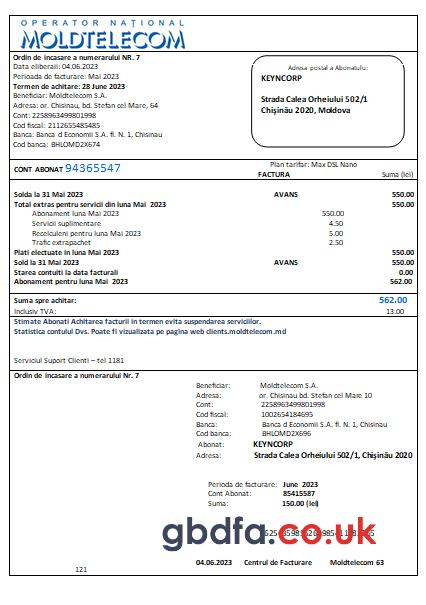 OPERATOR NAȚIONAL
MOLDTELECOM
Ordin de incasare a numerarului NR. 7
Data eliberaii: 04.06.2023
Perioada de facturare: Mai 2023
Termen de achitare: 28 June 2023
Beneficiar: Moldtelecom S.A.
Adresa: or. Chisinau, bd. Stefan cel Mare, 64
Cont: 2258963499801998
Cod fiscal: 2112655485485
Banca: Banca d Economii S.A. fl. N. 1, Chisinau
Cod banca: BHLOMD2X674
Adresa postal a Abonatulu:
KEYNCORP
Strada Calea Orheiului 502/1
Chișinău 2020, Moldova
CONT ABONAT 94365547
Plan tarifar: Max DSL Nano
FACTURA Suma (lei)
Solda la 31 Mai 2023 AVANS 550.00
Total extras pentru servicii din luna Mai 2023 550.00
Abonament luna Mai 2023 550.00
Servicii suplimentare 4.50
Recelculeni pentru luna Mai 2023 5.00
Trafic extrapachet 2.50
Plati electuate in luna Mai 2023 550.00
Sold la 31 Mai 2023 AVANS 550.00
Starea contuiti la data facturali 0.00
Abonament pentru luna Mai 2023 562.00
Suma spre achitar: 562.00
Inclusiv TVA: 13.00
Stimate Abonati Achitarea facturii in termen evita suspendarea serviciilor.
Statistica contului Dvs. Poate fi vizualizata pe pagina web clients.moldtelecom.md
Serviciul Suport Clienti – tel 1181
Ordin de incasare a numerarului Nr. 7
Beneficiar: Moldtelecom S.A.
Adresa: or. Chisinau bd. Stefan cel Mare 10
Cont: 2258963499801998
Cod fiscal: 1002654184695
Banca: Banca d Economii S.A. fl. N. 1, Chisinau
Cod banca: BHLOMD2X696
Abonat: KEYNCORP
Adresa: Strada Calea Orheiului 502/1, Chișinău 2020
Perioda de facturare: June 2023
Cont Abonat: 85415587
Suma: 150.00 (lei)
gbdfa.co.uk
04.06.2023 Centrul de Facturare Moldtelecom 63
121